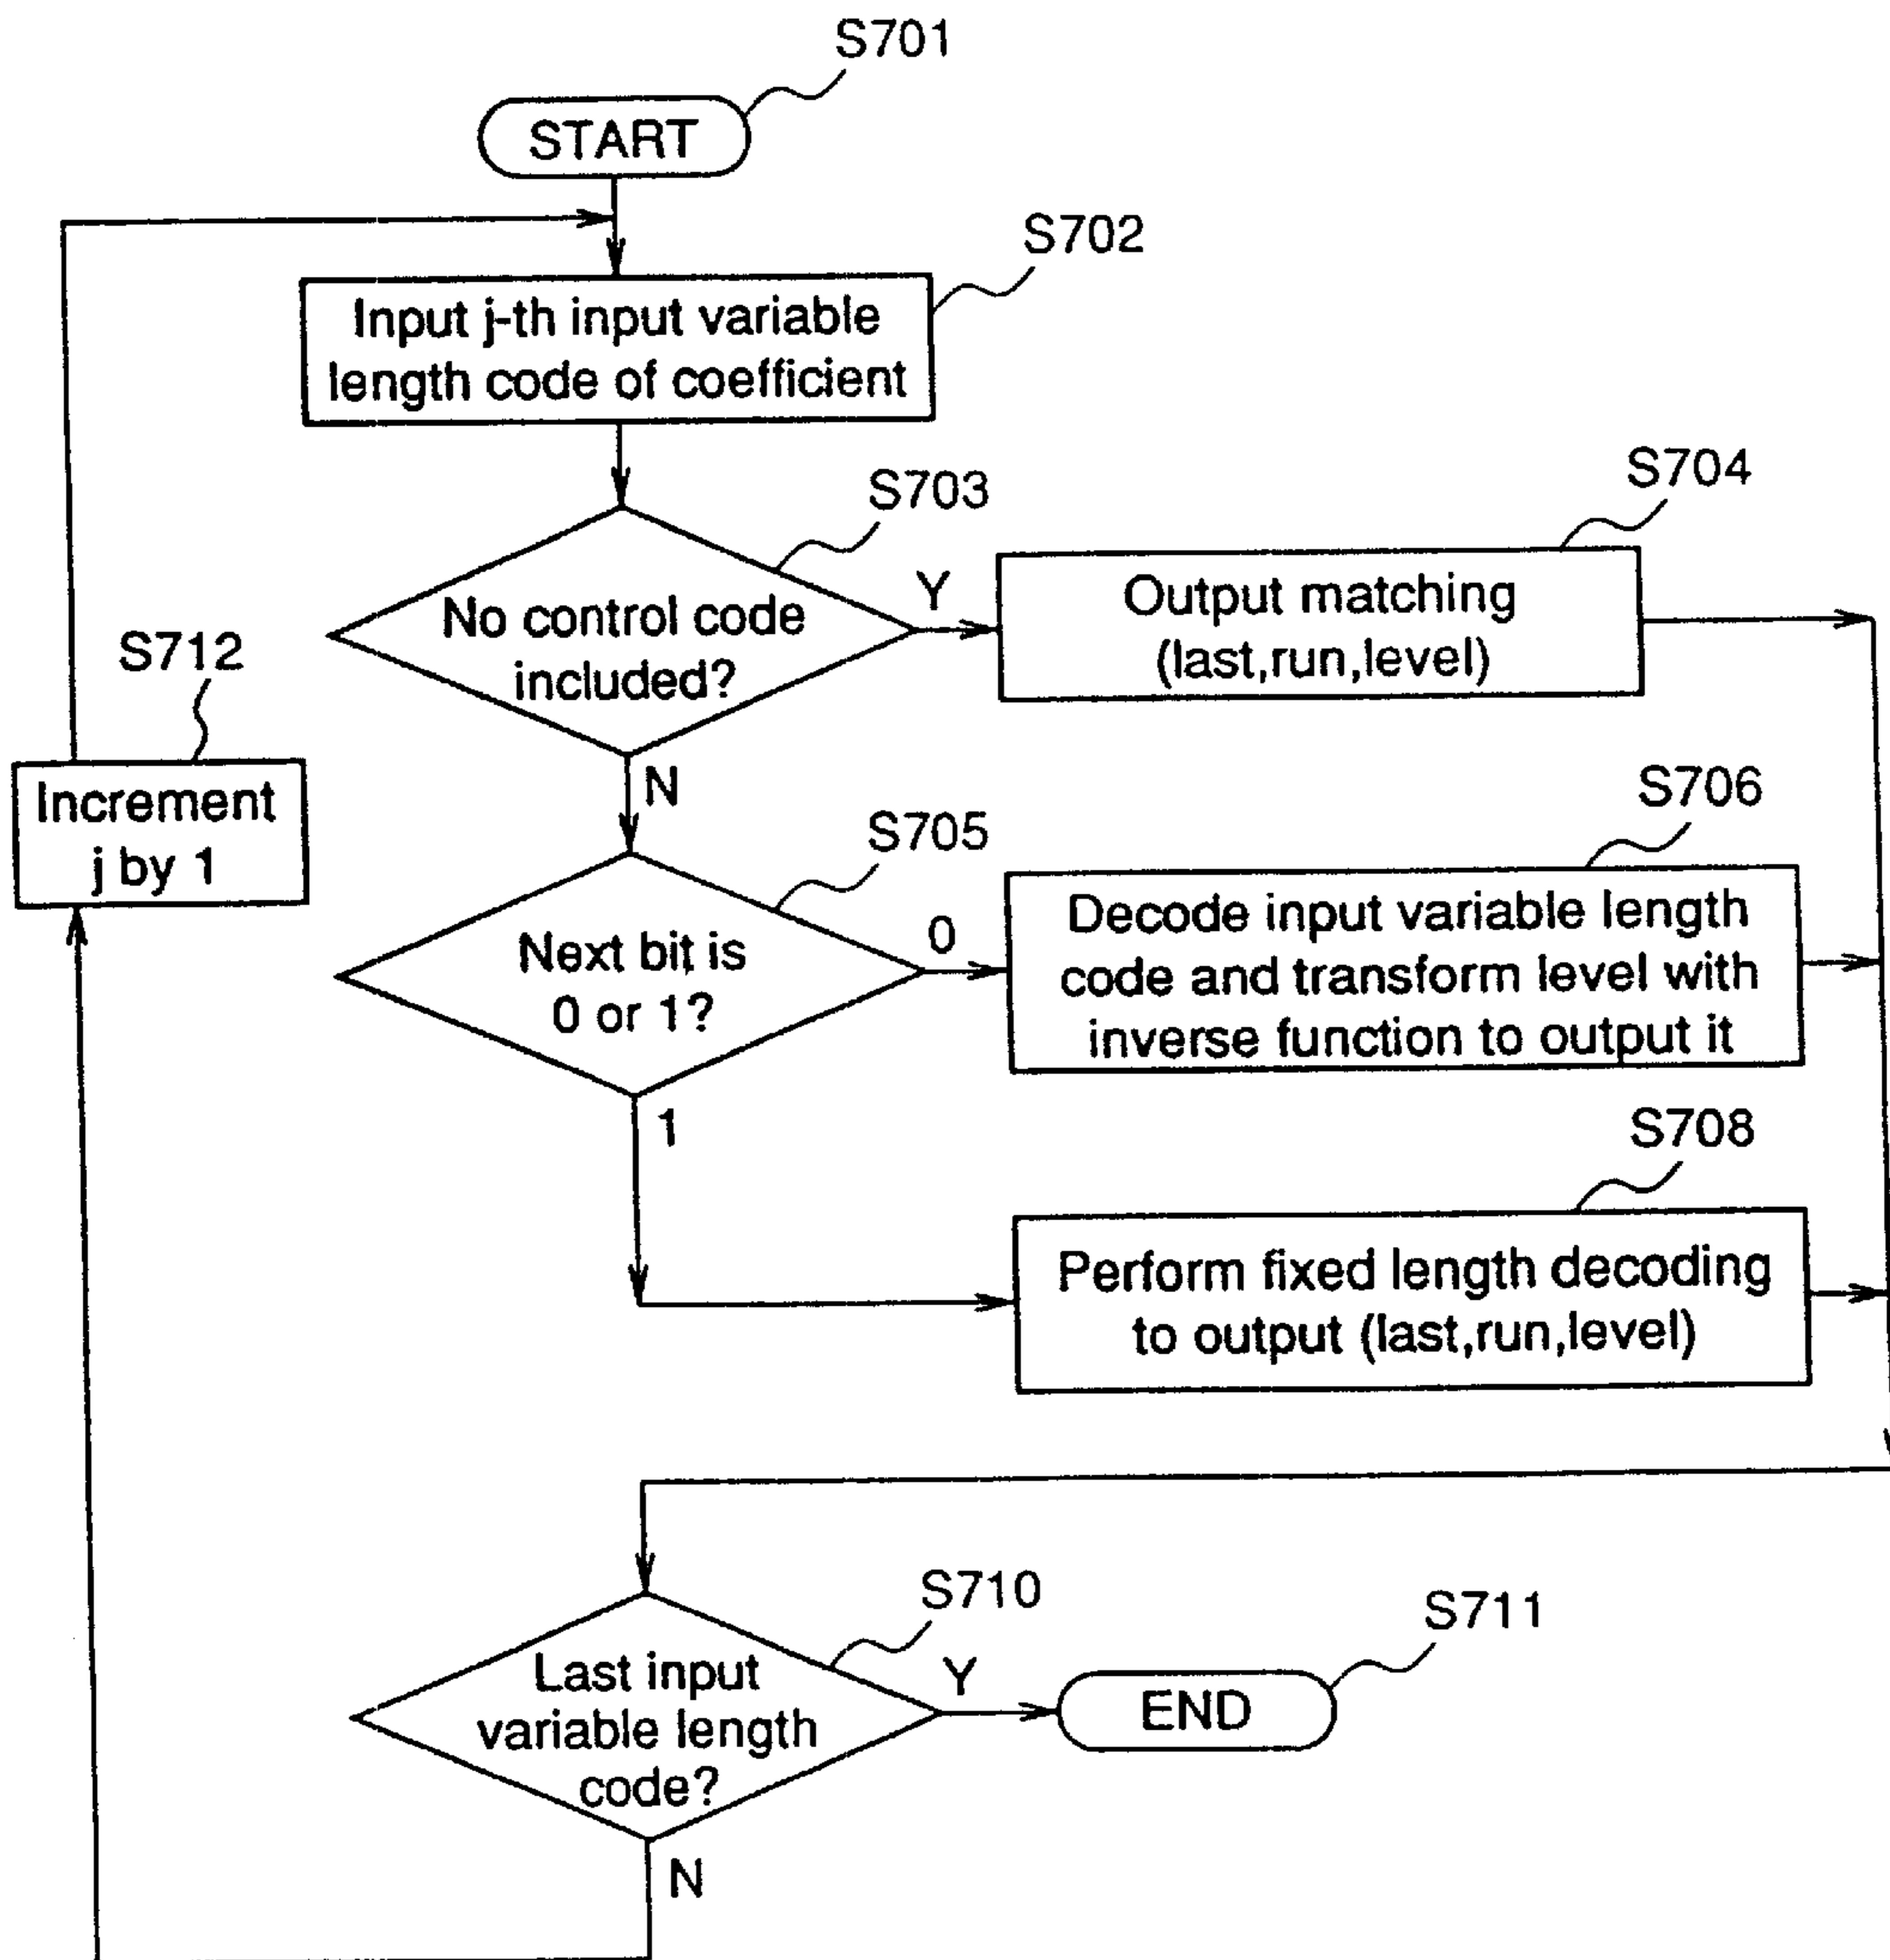 S701
START
S702
Input j-th input variable
length code of coefficient
S703
No control code
included?
Y
N
S704
Output matching
(last,run,level)
S712
Increment
j by 1
S705
Next bit is
0 or 1?
0
1
S706
Decode input variable length
code and transform level with
inverse function to output it
S708
Perform fixed length decoding
to output (last,run,level)
S710
Last input
variable length
code?
Y
N
S711
END